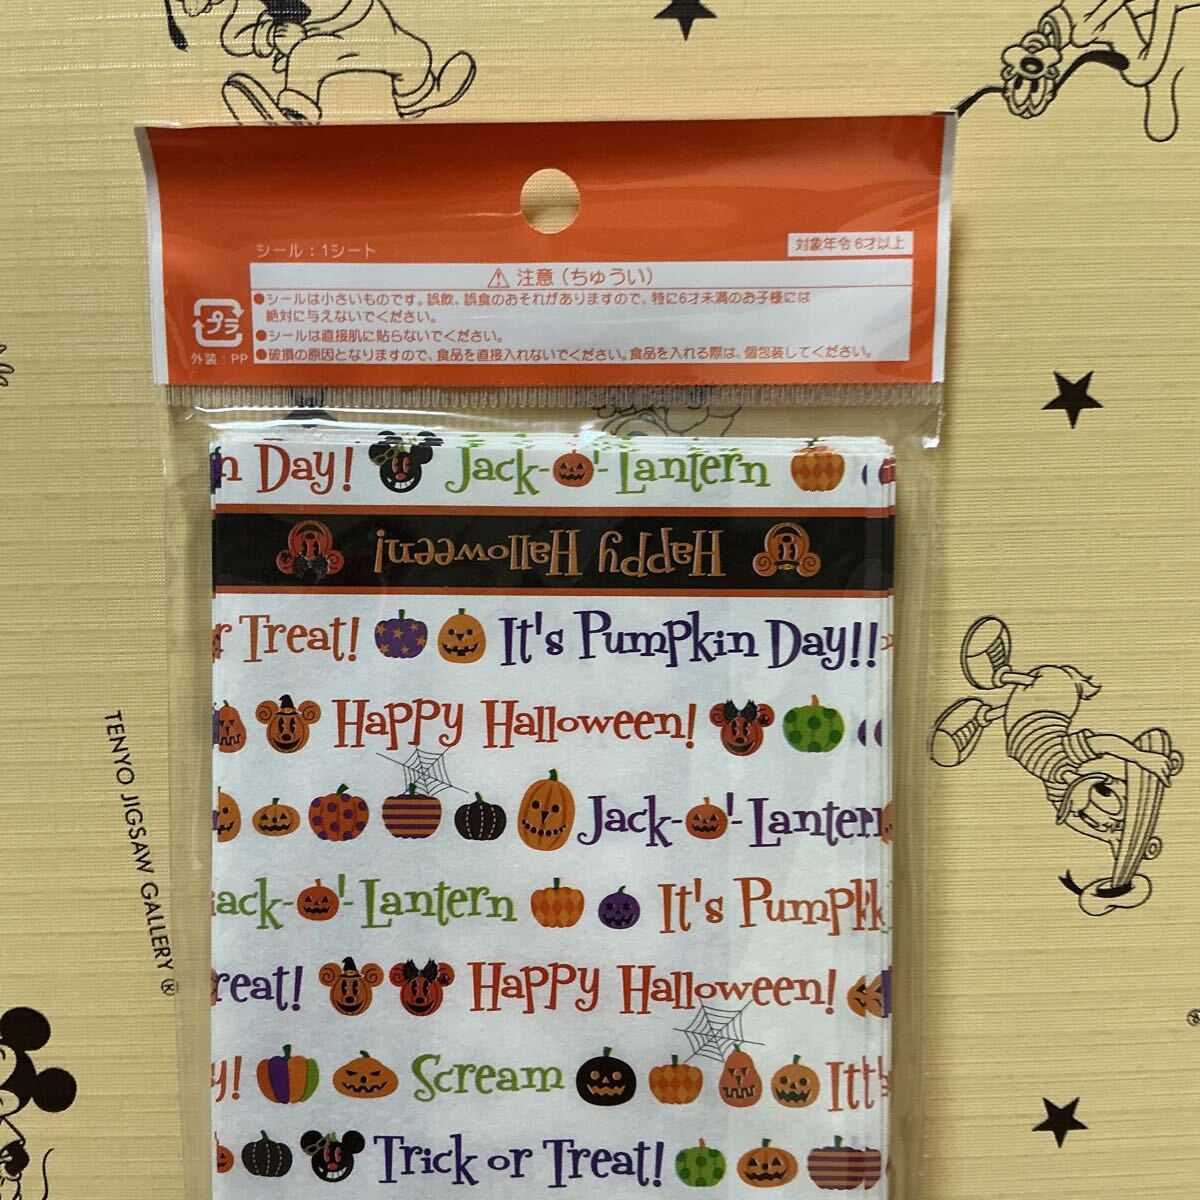 シール：1シート
対象年令 6才以上
⚠ 注意（ちゅうい）
●シールは小さいものです。誤飲、誤食のおそれがありますので、特に6才未満のお子様には
絶対に与えないでください。
●シールは直接肌に貼らないでください。
●破損の原因となりますので、食品を直接入れないでください。食品を入れる際は、個包装してください。
プラ
外装：PP
n Day! Jack-O'-Lantern
Happy Halloween!
r Treat! It's Pumpkin Day!!
Happy Halloween!
Jack-O'-Lantern
ack-O'-Lantern It's Pumpk
reat! Happy Halloween!
y! Scream It
Trick or Treat!
TENYO JIGSAW GALLERY ®
®